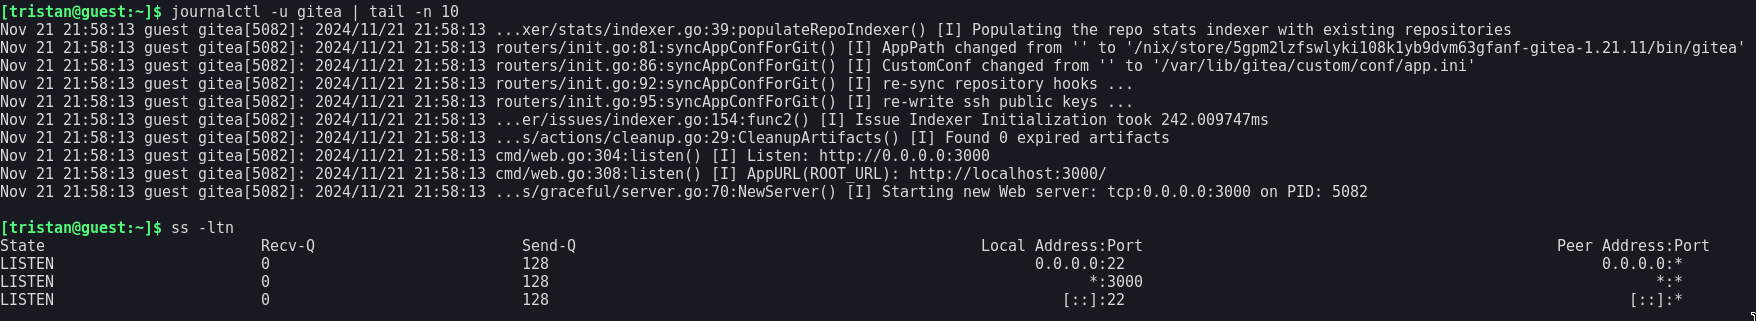 [tristan@guest:~]$ journalctl -u gitea | tail -n 10
Nov 21 21:58:13 guest gitea[5082]: 2024/11/21 21:58:13 ...xer/stats/indexer.go:39:populateRepoIndexer() [I] Populating the repo stats indexer with existing repositories
Nov 21 21:58:13 guest gitea[5082]: 2024/11/21 21:58:13 routers/init.go:81:syncAppConfForGit() [I] AppPath changed from '' to '/nix/store/5gpm2lzfswlyki108k1yb9dvm63gfanf-gitea-1.21.11/bin/gitea'
Nov 21 21:58:13 guest gitea[5082]: 2024/11/21 21:58:13 routers/init.go:86:syncAppConfForGit() [I] CustomConf changed from '' to '/var/lib/gitea/custom/conf/app.ini'
Nov 21 21:58:13 guest gitea[5082]: 2024/11/21 21:58:13 routers/init.go:92:syncAppConfForGit() [I] re-sync repository hooks ...
Nov 21 21:58:13 guest gitea[5082]: 2024/11/21 21:58:13 routers/init.go:95:syncAppConfForGit() [I] re-write ssh public keys ...
Nov 21 21:58:13 guest gitea[5082]: 2024/11/21 21:58:13 ...er/issues/indexer.go:154:func2() [I] Issue Indexer Initialization took 242.009747ms
Nov 21 21:58:13 guest gitea[5082]: 2024/11/21 21:58:13 ...s/actions/cleanup.go:29:CleanupArtifacts() [I] Found 0 expired artifacts
Nov 21 21:58:13 guest gitea[5082]: 2024/11/21 21:58:13 cmd/web.go:304:listen() [I] Listen: http://0.0.0.0:3000
Nov 21 21:58:13 guest gitea[5082]: 2024/11/21 21:58:13 cmd/web.go:308:listen() [I] AppURL(ROOT_URL): http://localhost:3000/
Nov 21 21:58:13 guest gitea[5082]: 2024/11/21 21:58:13 ...s/graceful/server.go:70:NewServer() [I] Starting new Web server: tcp:0.0.0.0:3000 on PID: 5082
[tristan@guest:~]$ ss -ltn
State Recv-Q Send-Q Local Address:Port Peer Address:Port
LISTEN 0 128 0.0.0.0:22 0.0.0.0:*
LISTEN 0 128 *:3000 *:*
LISTEN 0 128 [::]:22 [::]:*